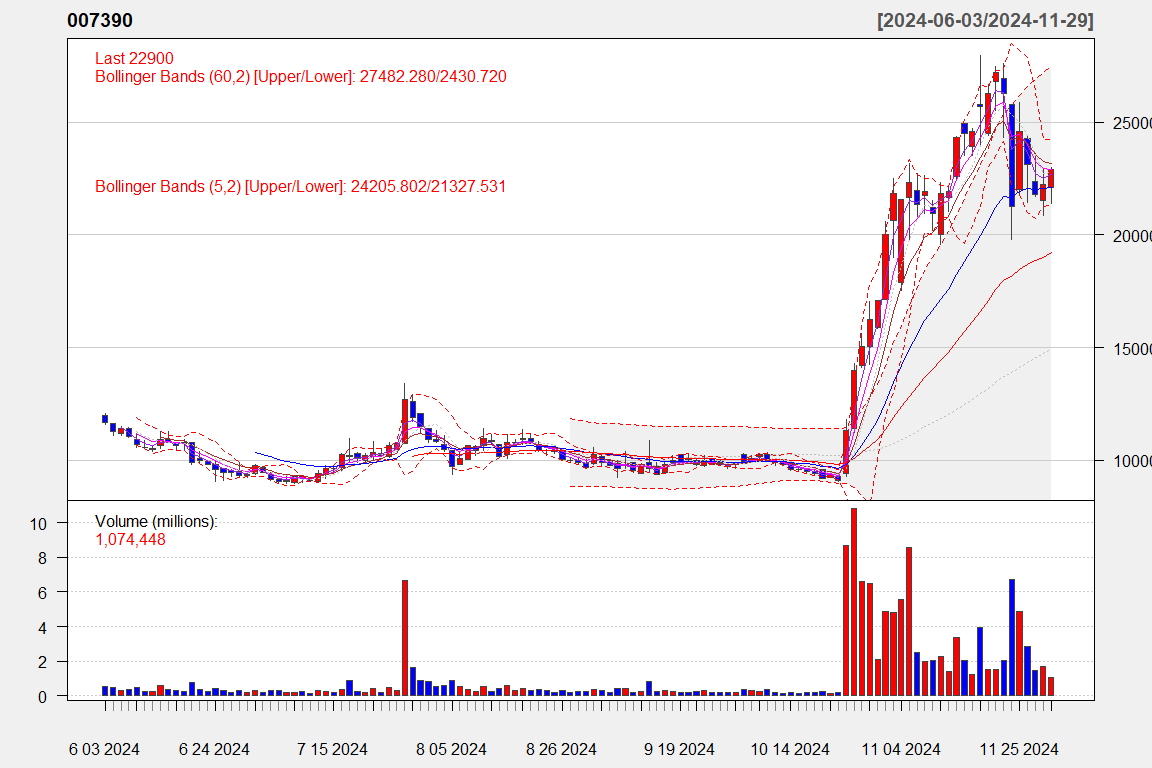 007390 [2024-06-03/2024-11-29]
Last 22900
Bollinger Bands (60,2) [Upper/Lower]: 27482.280/2430.720
Bollinger Bands (5,2) [Upper/Lower]: 24205.802/21327.531
25000
20000
15000
10000
Volume (millions):
1,074,448
10
8
6
4
2
0
6 03 2024 6 24 2024 7 15 2024 8 05 2024 8 26 2024 9 19 2024 10 14 2024 11 04 2024 11 25 2024